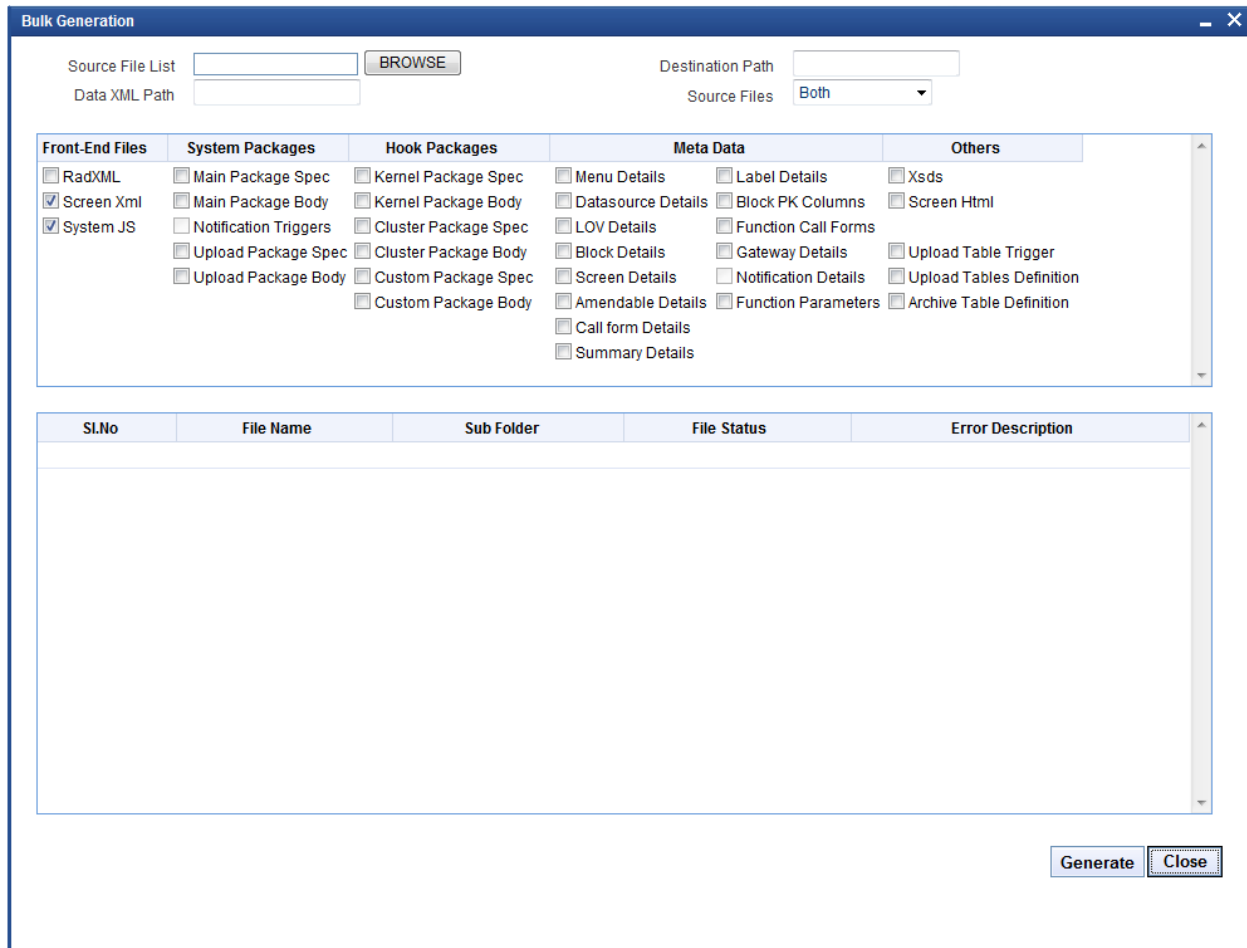 Bulk Generation
Source File List BROWSE Destination Path
Data XML Path Source Files Both
Front-End Files System Packages Hook Packages Meta Data Others
RadXML Main Package Spec Kernel Package Spec Menu Details Label Details Xsds
Screen Xml Main Package Body Kernel Package Body Datasource Details Block PK Columns Screen Html
System JS Notification Triggers Cluster Package Spec LOV Details Function Call Forms
Upload Package Spec Cluster Package Body Block Details Gateway Details Upload Table Trigger
Upload Package Body Custom Package Spec Screen Details Notification Details Upload Tables Definition
Custom Package Body Amendable Details Function Parameters Archive Table Definition
Call form Details
Summary Details
Sl.No File Name Sub Folder File Status Error Description
Generate Close